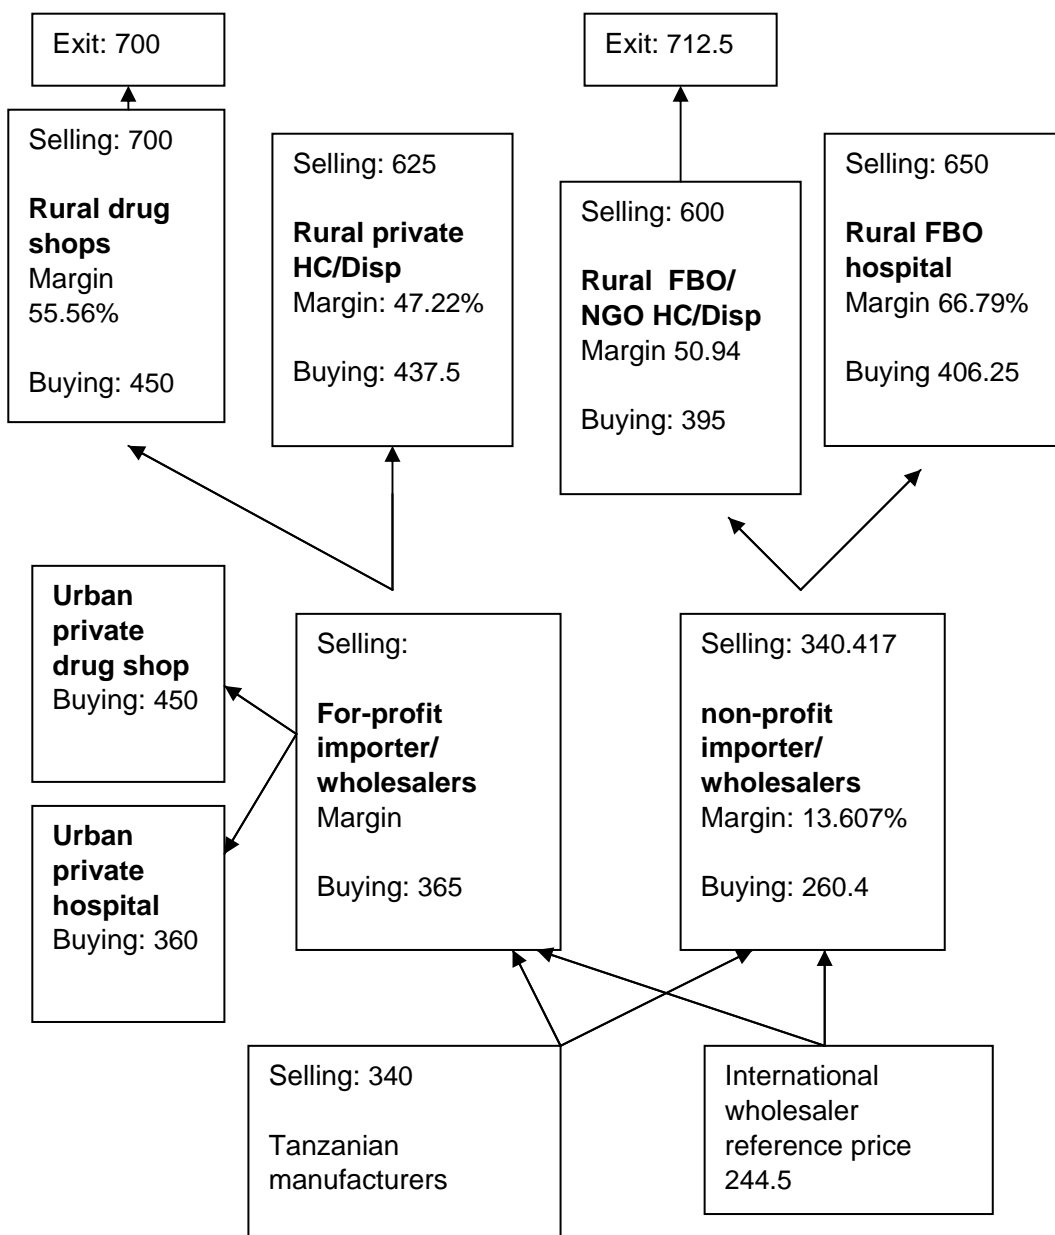 Exit: 700
Exit: 712.5
Selling: 700
Rural drug
shops
Margin
55.56%
Buying: 450
Selling: 625
Rural private
HC/Disp
Margin: 47.22%
Buying: 437.5
Selling: 600
Rural FBO/
NGO HC/Disp
Margin 50.94
Buying: 395
Selling: 650
Rural FBO
hospital
Margin 66.79%
Buying 406.25
Urban
private
drug shop
Buying: 450
Urban
private
hospital
Buying: 360
Selling:
For-profit
importer/
wholesalers
Margin
Buying: 365
Selling: 340.417
non-profit
importer/
wholesalers
Margin: 13.607%
Buying: 260.4
Selling: 340
Tanzanian
manufacturers
International
wholesaler
reference price
244.5